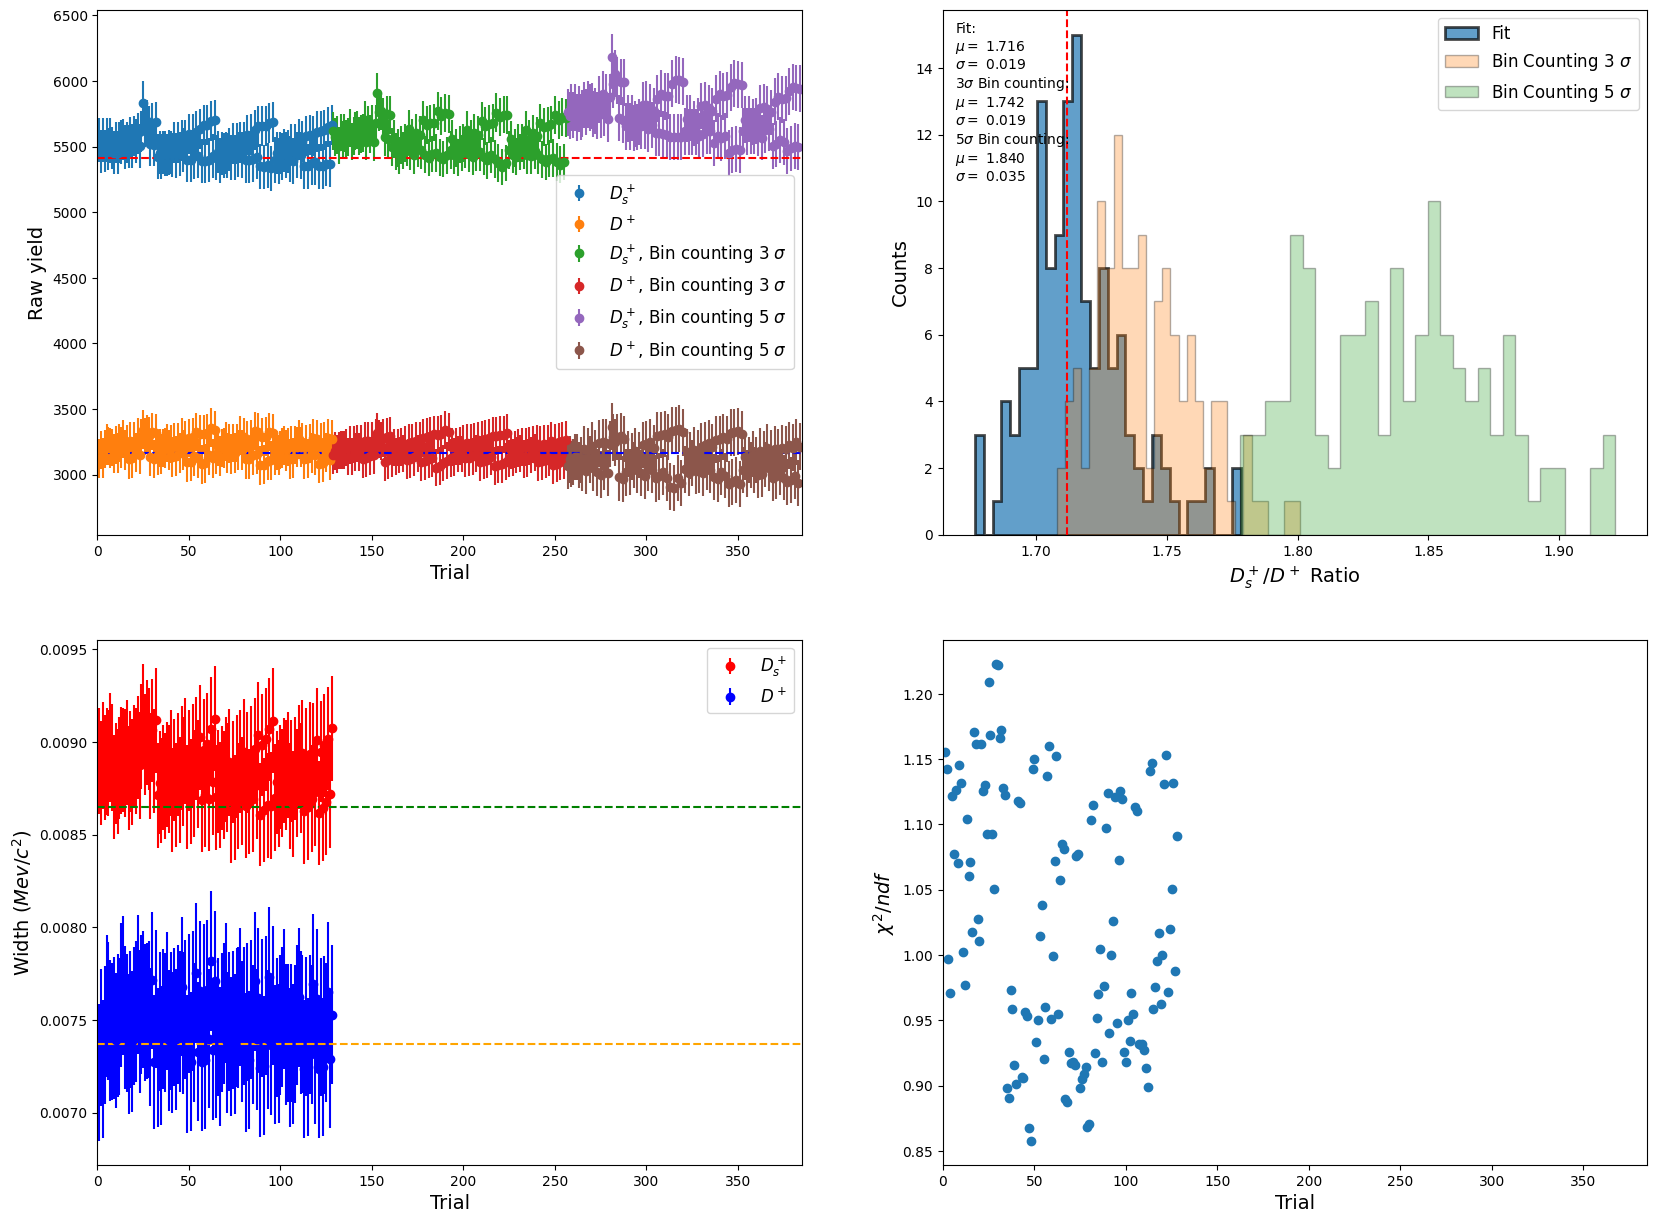 6500
6000
5500
5000
4500
4000
3500
3000
Raw yield
0 50 100 150 200 250 300 350
Trial
$D_s^+$
$D^+$
$D_s^+$, Bin counting 3 σ
$D^+$, Bin counting 3 σ
$D_s^+$, Bin counting 5 σ
$D^+$, Bin counting 5 σ
Fit:
μ = 1.716
σ = 0.019
3σ Bin counting:
μ = 1.742
σ = 0.019
5σ Bin counting:
μ = 1.840
σ = 0.035
Fit
Bin Counting 3 σ
Bin Counting 5 σ
14
12
10
8
6
4
2
0
Counts
1.70 1.75 1.80 1.85 1.90
$D_s^+/D^+$ Ratio
0.0095
0.0090
0.0085
0.0080
0.0075
0.0070
Width ($Mev/c^2$)
0 50 100 150 200 250 300 350
Trial
$D_s^+$
$D^+$
1.20
1.15
1.10
1.05
1.00
0.95
0.90
0.85
$χ^2/ndf$
0 50 100 150 200 250 300 350
Trial